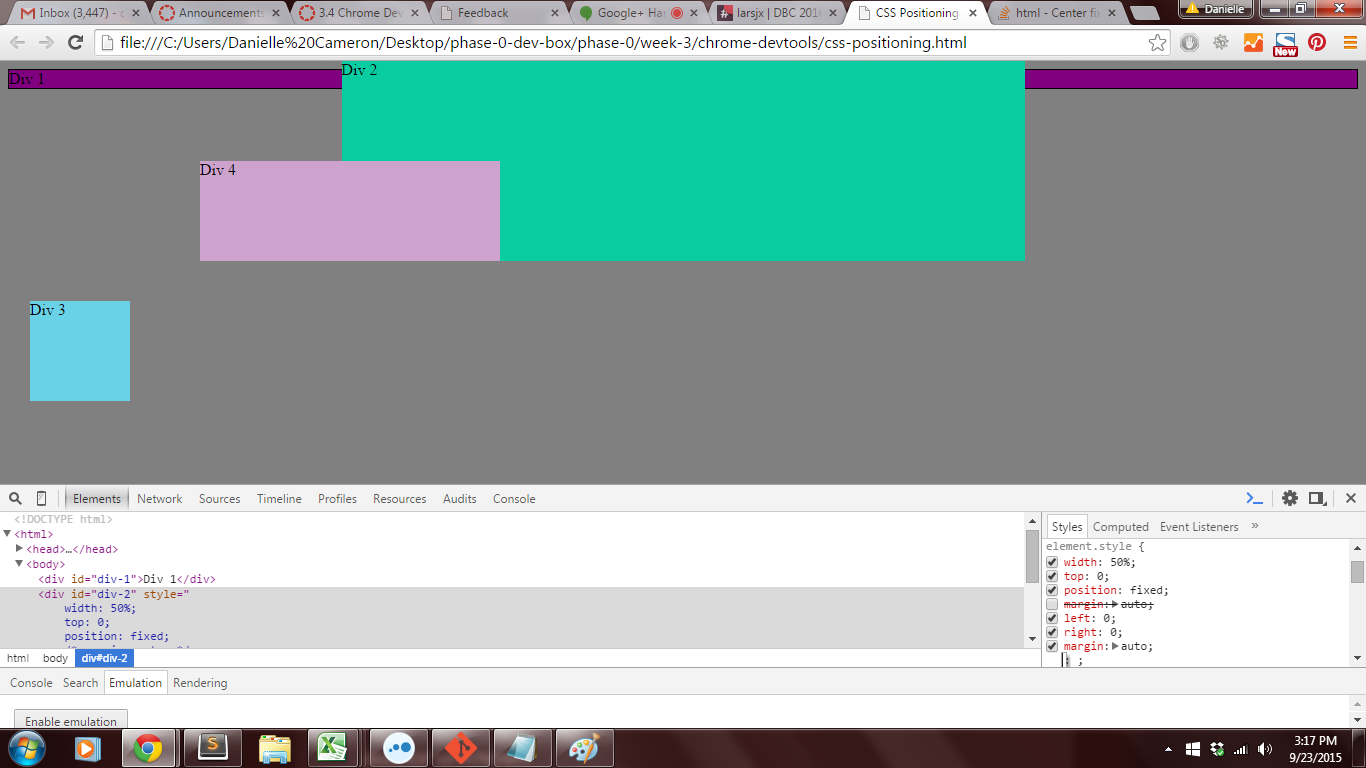 Inbox (3,447) - d
Announcements
3.4 Chrome Dev
Feedback
Google+ Han
larsjx | DBC 2016
CSS Positioning
html - Center fi
Danielle
file:///C:/Users/Danielle%20Cameron/Desktop/phase-0-dev-box/phase-0/week-3/chrome-devtools/css-positioning.html
New
Div 1
Div 2
Div 4
Div 3
Elements Network Sources Timeline Profiles Resources Audits Console
<!DOCTYPE html>
<html>
<head>…</head>
<body>
<div id="div-1">Div 1</div>
<div id="div-2" style="
width: 50%;
top: 0;
position: fixed;
html body div#div-2
Styles Computed Event Listeners »
element.style {
width: 50%;
top: 0;
position: fixed;
margin: auto;
left: 0;
right: 0;
margin: auto;
: ;
Console Search Emulation Rendering
Enable emulation
3:17 PM
9/23/2015